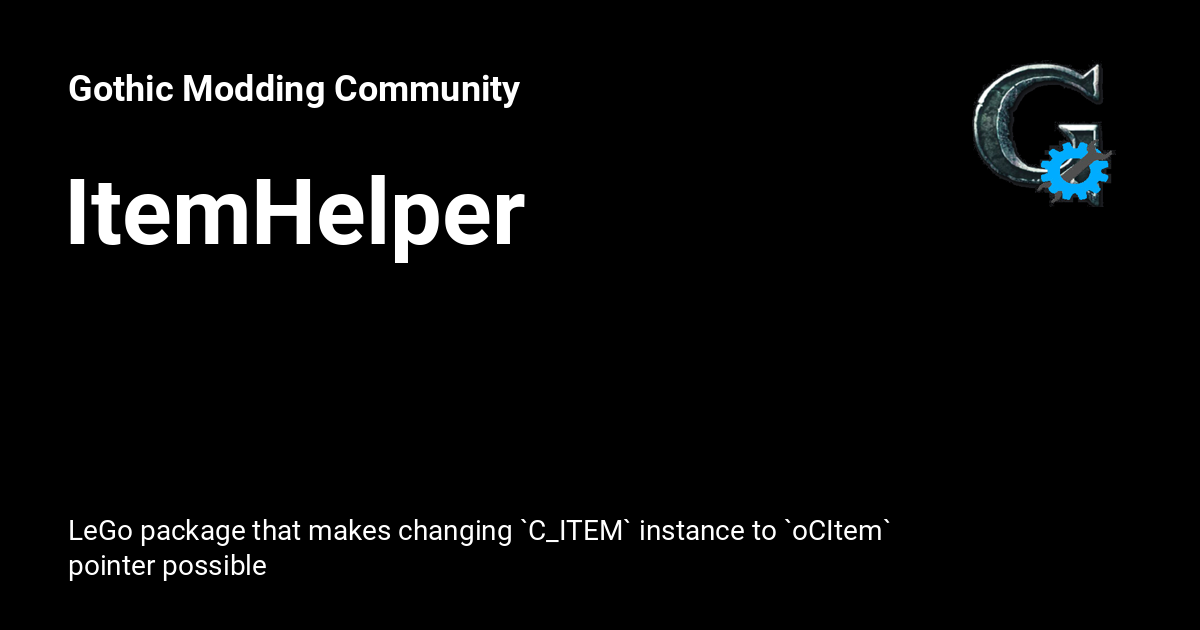 Gothic Modding Community
ItemHelper
LeGo package that makes changing `C_ITEM` instance to `oCItem`
pointer possible
G